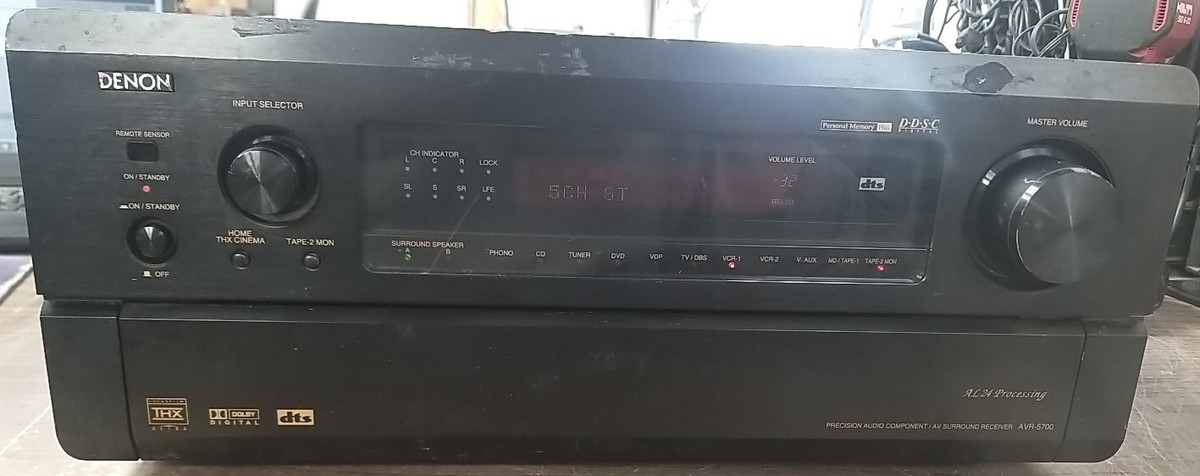 DENON
INPUT SELECTOR
REMOTE SENSOR
ON / STANDBY
ON / STANDBY
OFF
HOME
THX CINEMA
TAPE-2 MON
CH INDICATOR
L C R LOCK
SL S SR LFE
5CH ST
Personal Memory Plus
D·D·S·C
DIGITAL
VOLUME LEVEL
-32
dts
MASTER VOLUME
SURROUND SPEAKER
A B
PHONO CD TUNER DVD VDP TV / DBS VCR-1 VCR-2 V. AUX MD / TAPE-1 TAPE-2 MON
LUCASFILM
THX
ULTRA
DOLBY
DIGITAL
dts
AL 24 Processing
PRECISION AUDIO COMPONENT / AV SURROUND RECEIVER AVR-5700